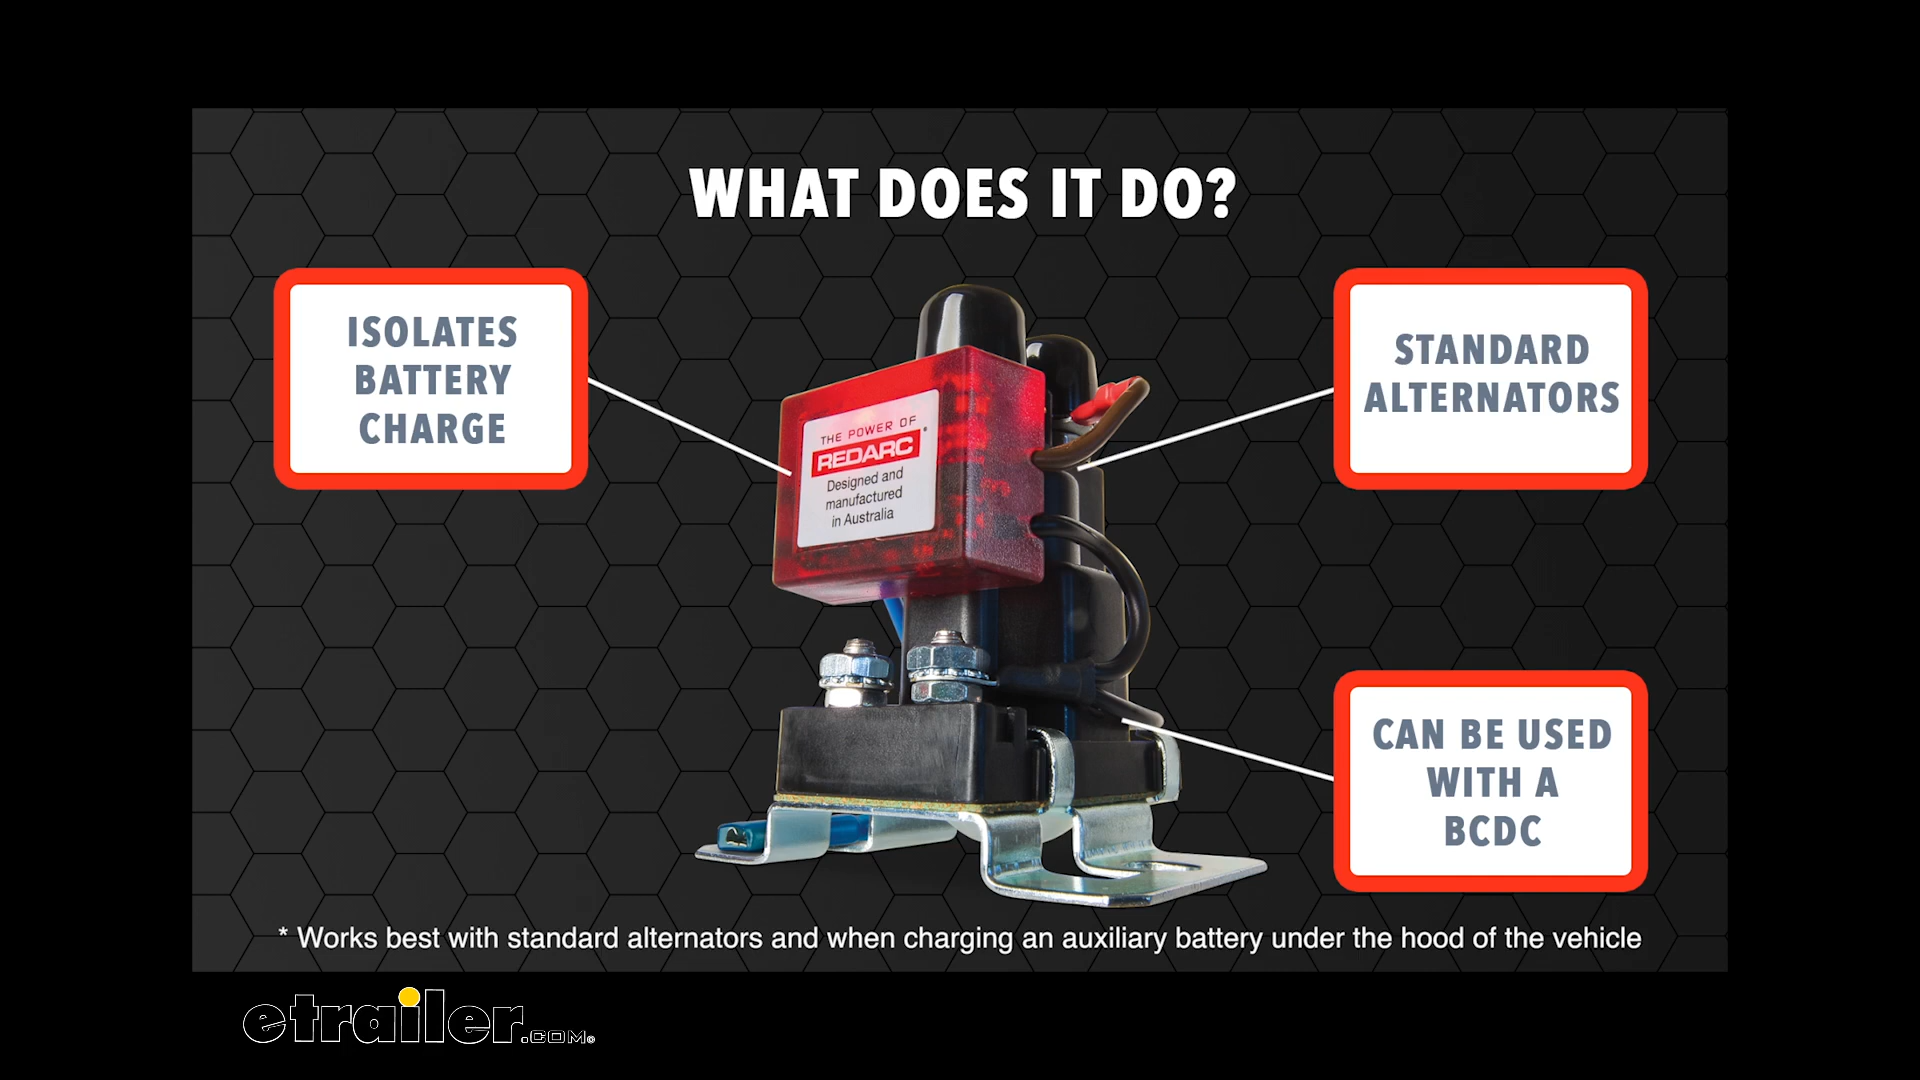 WHAT DOES IT DO?
ISOLATES
BATTERY
CHARGE
STANDARD
ALTERNATORS
THE POWER OF
REDARC
Designed and
manufactured
in Australia
CAN BE USED
WITH A
BCDC
* Works best with standard alternators and when charging an auxiliary battery under the hood of the vehicle
etrailer.com